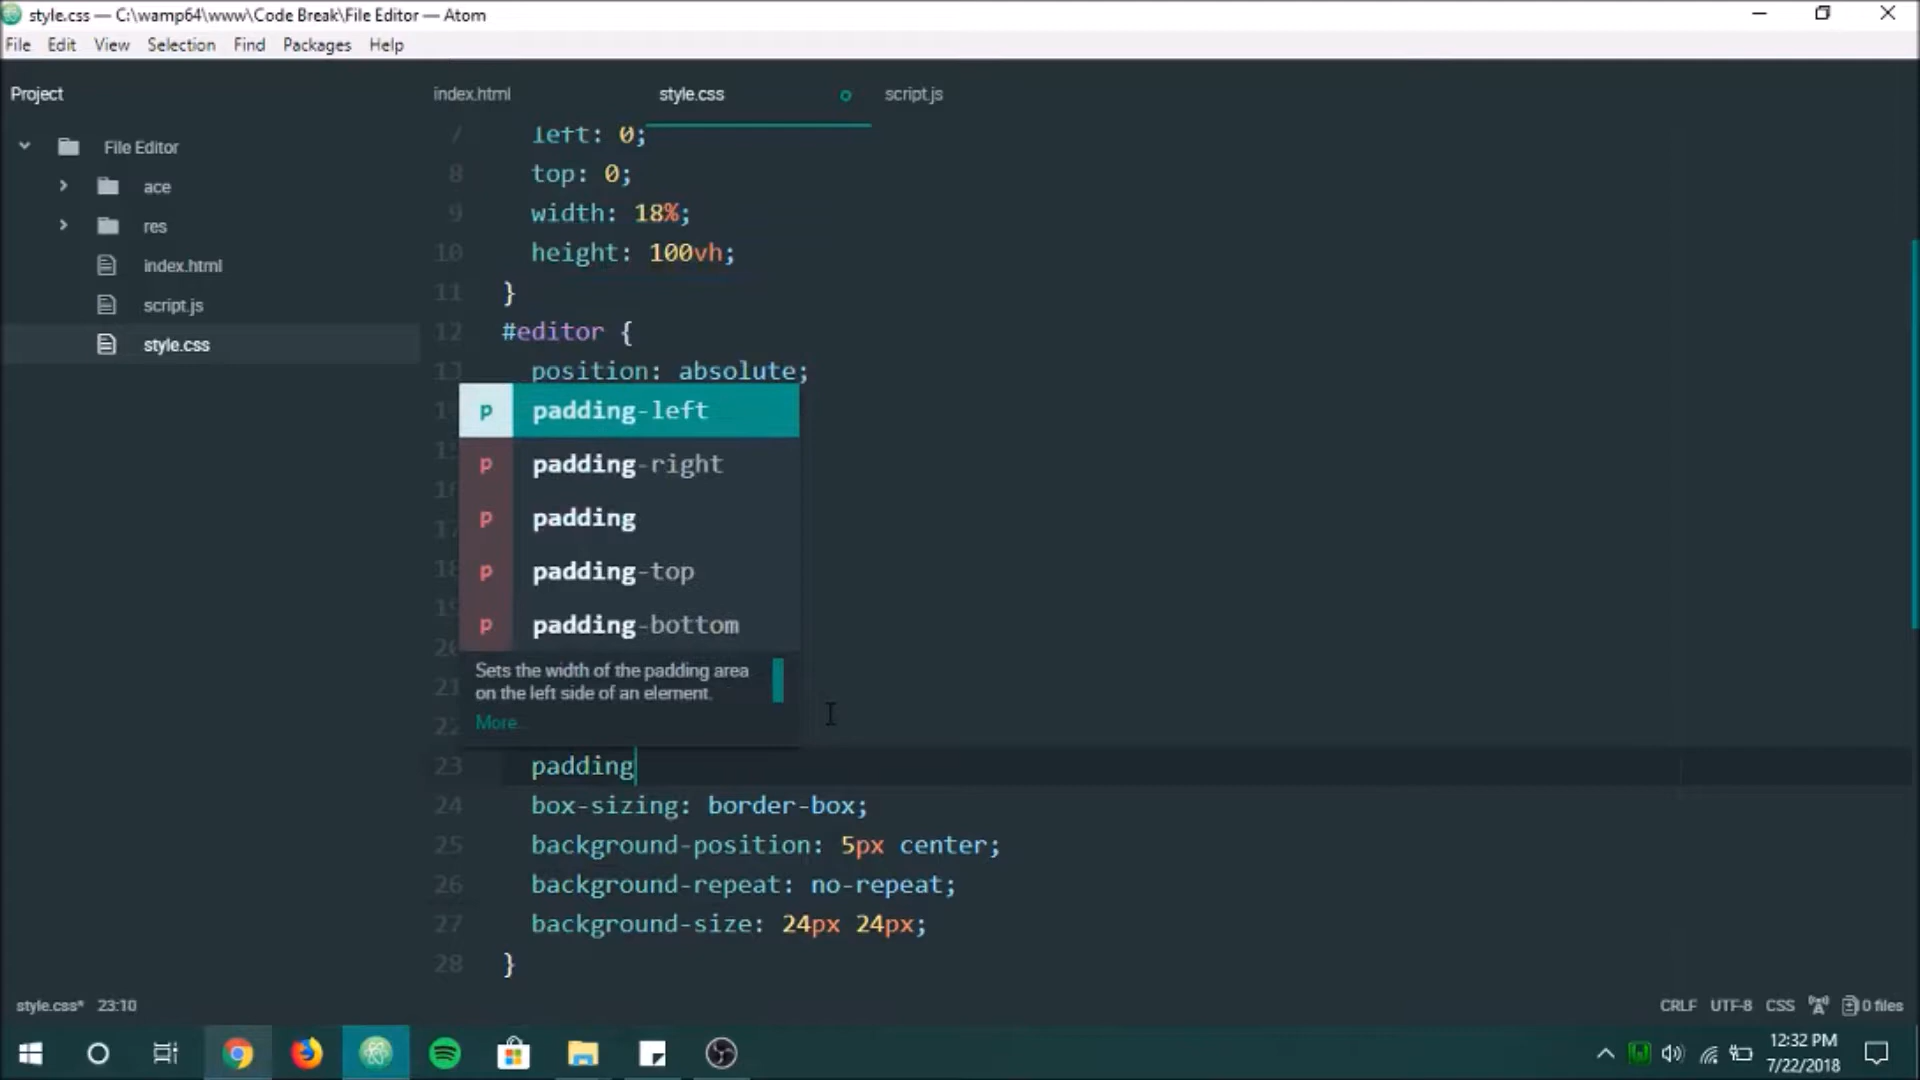 style.css — C:\wamp64\www\Code Break\File Editor — Atom
File Edit View Selection Find Packages Help
Project
index.html style.css script.js
File Editor
ace
res
index.html
script.js
style.css
7 left: 0;
8 top: 0;
9 width: 18%;
10 height: 100vh;
11 }
12 #editor {
13 position: absolute;
p padding-left
p padding-right
p padding
p padding-top
p padding-bottom
Sets the width of the padding area
on the left side of an element.
More..
23 padding
24 box-sizing: border-box;
25 background-position: 5px center;
26 background-repeat: no-repeat;
27 background-size: 24px 24px;
28 }
style.css* 23:10
CRLF UTF-8 CSS 0 files
12:32 PM
7/22/2018